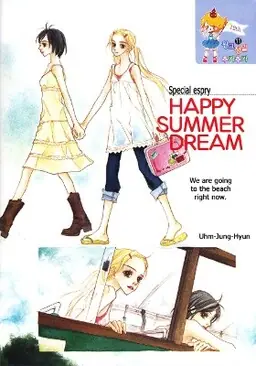 Special espry
HAPPY
SUMMER
DREAM
We are going
to the beach
right now.
Uhm-Jung-Hyun